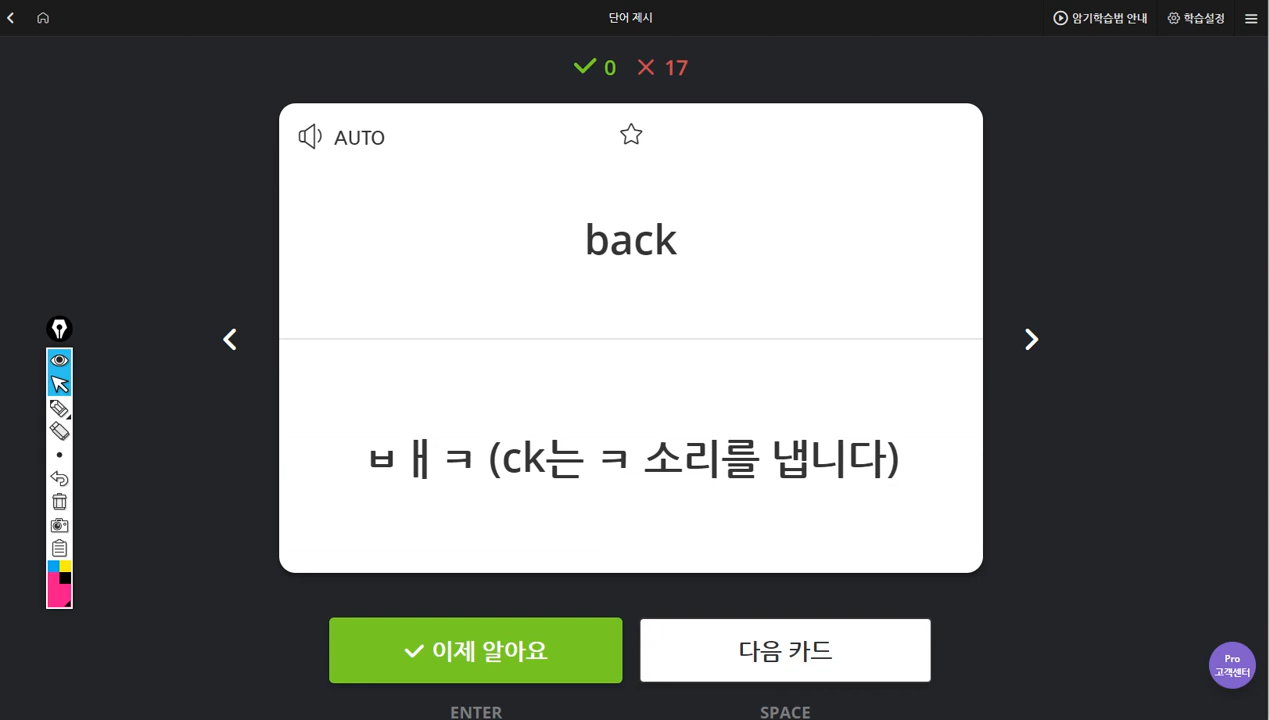 단어 제시
암기학습법 안내
학습설정
0
17
AUTO
back
ㅂㅐㅋ (ck는 ㅋ 소리를 냅니다)
이제 알아요
다음 카드
ENTER
SPACE
Pro
고객센터